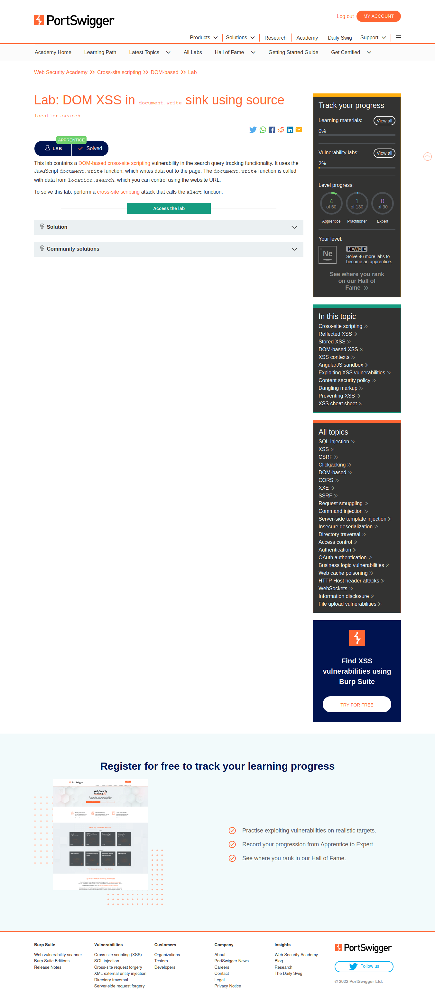 PortSwigger
Log out
MY ACCOUNT
Products
Solutions
Research
Academy
Daily Swig
Support
Academy Home
Learning Path
Latest Topics
All Labs
Hall of Fame
Getting Started Guide
Get Certified
Web Security Academy
Cross-site scripting
DOM-based
Lab
Lab: DOM XSS in document.write sink using source
location.search
APPRENTICE
LAB
Solved
This lab contains a DOM-based cross-site scripting vulnerability in the search query tracking functionality. It uses the
JavaScript document.write function, which writes data out to the page. The document.write function is called
with data from location.search, which you can control using the website URL.
To solve this lab, perform a cross-site scripting attack that calls the alert function.
Access the lab
Solution
Community solutions
Track your progress
Learning materials:
View all
0%
Vulnerability labs:
View all
2%
Level progress:
4
of 50
1
of 130
0
of 30
Apprentice
Practitioner
Expert
Your level:
Ne
NEWBIE
Solve 46 more labs to
become an apprentice.
See where you rank
on our Hall of
Fame
In this topic
Cross-site scripting
Reflected XSS
Stored XSS
DOM-based XSS
XSS contexts
AngularJS sandbox
Exploiting XSS vulnerabilities
Content security policy
Dangling markup
Preventing XSS
XSS cheat sheet
All topics
SQL injection
XSS
CSRF
Clickjacking
DOM-based
CORS
XXE
SSRF
Request smuggling
Command injection
Server-side template injection
Insecure deserialization
Directory traversal
Access control
Authentication
OAuth authentication
Business logic vulnerabilities
Web cache poisoning
HTTP Host header attacks
WebSockets
Information disclosure
File upload vulnerabilities
Find XSS
vulnerabilities using
Burp Suite
TRY FOR FREE
Register for free to track your learning progress
PortSwigger
WebSecurity
Academy
Learning materials and labs
Practise exploiting vulnerabilities on realistic targets.
Record your progression from Apprentice to Expert.
See where you rank in our Hall of Fame.
Burp Suite
Web vulnerability scanner
Burp Suite Editions
Release Notes
Vulnerabilities
Cross-site scripting (XSS)
SQL injection
Cross-site request forgery
XML external entity injection
Directory traversal
Server-side request forgery
Customers
Organizations
Testers
Developers
Company
About
PortSwigger News
Careers
Contact
Legal
Privacy Notice
Insights
Web Security Academy
Blog
Research
The Daily Swig
PortSwigger
Follow us
© 2022 PortSwigger Ltd.